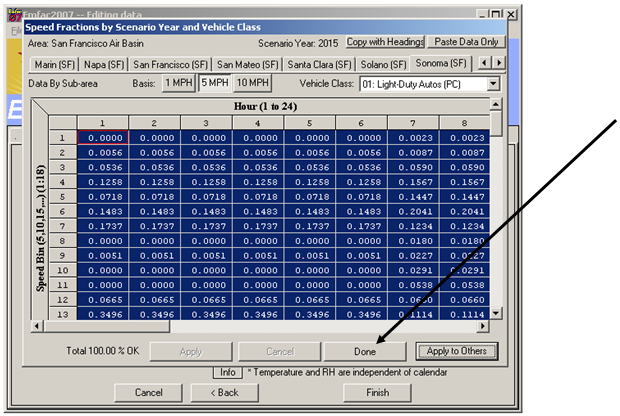 Emfac2007 -- Editing data
Speed Fractions by Scenario Year and Vehicle Class
Area: San Francisco Air Basin Scenario Year: 2015 Copy with Headings Paste Data Only
Marin (SF) Napa (SF) San Francisco (SF) San Mateo (SF) Santa Clara (SF) Solano (SF) Sonoma (SF)
Data By Sub-area Basis: 1 MPH 5 MPH 10 MPH Vehicle Class: 01: Light-Duty Autos (PC)
Hour (1 to 24)
1 2 3 4 5 6 7 8
Speed Bin (5,10,15....) (1:18)
1 0.0000 0.0000 0.0000 0.0000 0.0000 0.0000 0.0023 0.0023
2 0.0056 0.0056 0.0056 0.0056 0.0056 0.0056 0.0087 0.0087
3 0.0536 0.0536 0.0536 0.0536 0.0536 0.0536 0.0590 0.0590
4 0.1258 0.1258 0.1258 0.1258 0.1258 0.1258 0.1567 0.1567
5 0.0718 0.0718 0.0718 0.0718 0.0718 0.0718 0.1447 0.1447
6 0.1483 0.1483 0.1483 0.1483 0.1483 0.1483 0.2041 0.2041
7 0.1737 0.1737 0.1737 0.1737 0.1737 0.1737 0.1234 0.1234
8 0.0000 0.0000 0.0000 0.0000 0.0000 0.0000 0.0180 0.0180
9 0.0051 0.0051 0.0051 0.0051 0.0051 0.0051 0.0227
10 0.0000 0.0000 0.0000 0.0000 0.0000 0.0000 0.0291 0.0291
11 0.0000 0.0000 0.0000 0.0000 0.0000 0.0000 0.0538 0.0538
12 0.0665 0.0665 0.0665 0.0665 0.0665 0.0665 0.0660
13 0.3496 0.3496 0.3496 0.3496 0.3496 0.3496 0.1114
Total 100.00 % OK Apply Cancel Done Apply to Others
Info * Temperature and RH are independent of calendar
Cancel < Back Finish